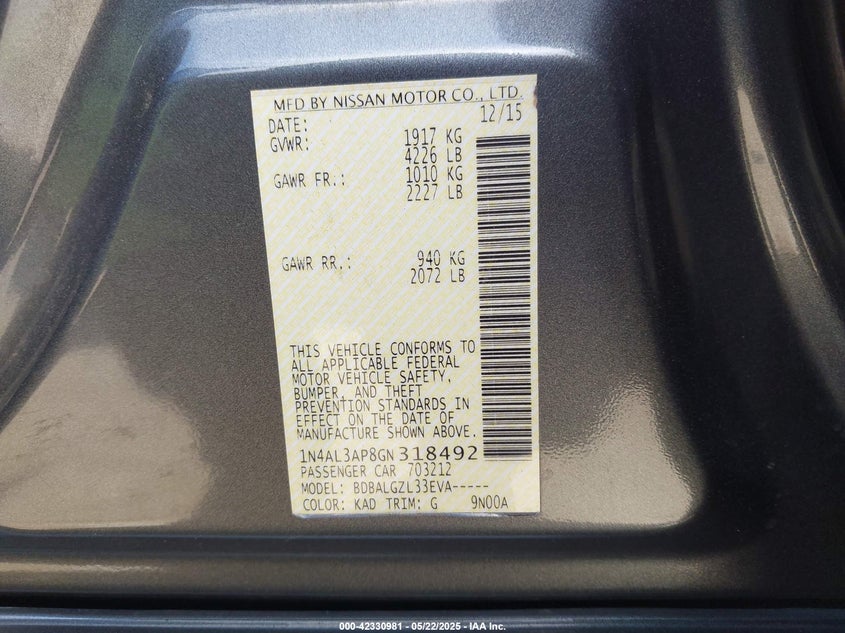 MFD BY NISSAN MOTOR CO., LTD.
DATE: 12/15
GVWR: 1917 KG
4226 LB
GAWR FR.: 1010 KG
2227 LB
GAWR RR.: 940 KG
2072 LB
THIS VEHICLE CONFORMS TO
ALL APPLICABLE FEDERAL
MOTOR VEHICLE SAFETY,
BUMPER, AND THEFT
PREVENTION STANDARDS IN
EFFECT ON THE DATE OF
MANUFACTURE SHOWN ABOVE.
1N4AL3AP8GN318492
PASSENGER CAR 703212
MODEL: BDBALGZL33EVA-----
COLOR: KAD TRIM: G 9N00A
000-42330981 - 05/22/2025 - IAA Inc.